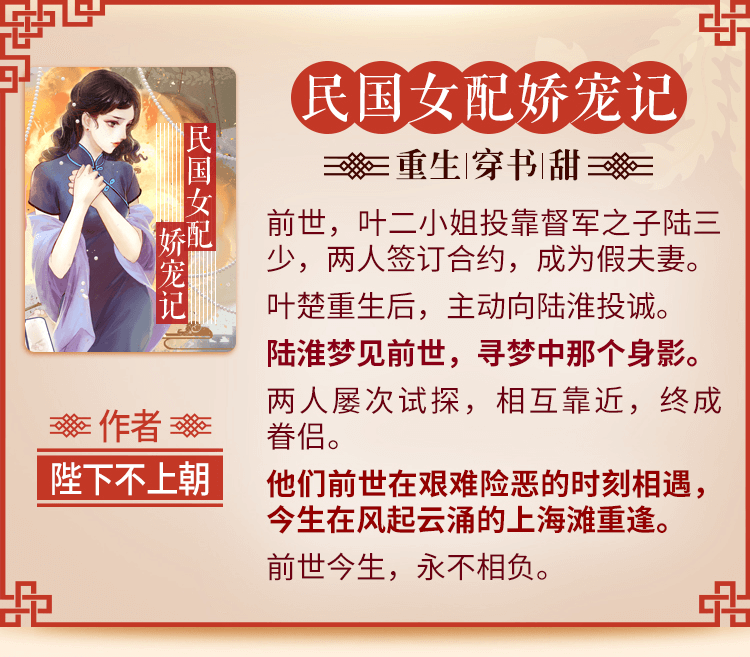 民国女配娇宠记
重生|穿书|甜
民国女配
娇宠记
前世，叶二小姐投靠督军之子陆三
少，两人签订合约，成为假夫妻。
叶楚重生后，主动向陆淮投诚。
陆淮梦见前世，寻梦中那个身影。
两人屡次试探，相互靠近，终成
眷侣。
他们前世在艰难险恶的时刻相遇，
今生在风起云涌的上海滩重逢。
前世今生，永不相负。
作者
陛下不上朝